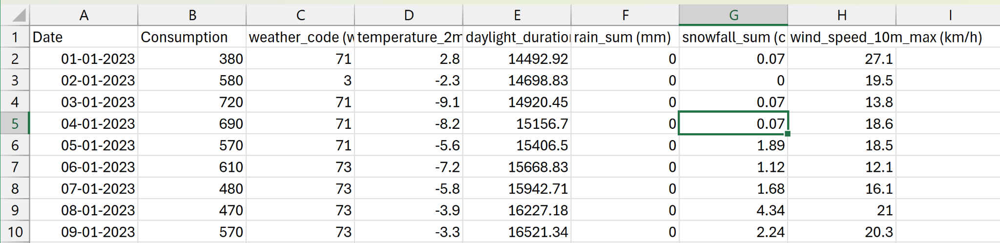 A B C D E F G H I
1 Date Consumption weather_code (w temperature_2m daylight_duration rain_sum (mm) snowfall_sum (c wind_speed_10m_max (km/h)
2 01-01-2023 380 71 2.8 14492.92 0 0.07 27.1
3 02-01-2023 580 3 -2.3 14698.83 0 0 19.5
4 03-01-2023 720 71 -9.1 14920.45 0 0.07 13.8
5 04-01-2023 690 71 -8.2 15156.7 0 0.07 18.6
6 05-01-2023 570 71 -5.6 15406.5 0 1.89 18.5
7 06-01-2023 610 73 -7.2 15668.83 0 1.12 12.1
8 07-01-2023 480 73 -5.8 15942.71 0 1.68 16.1
9 08-01-2023 470 73 -3.9 16227.18 0 4.34 21
10 09-01-2023 570 73 -3.3 16521.34 0 2.24 20.3